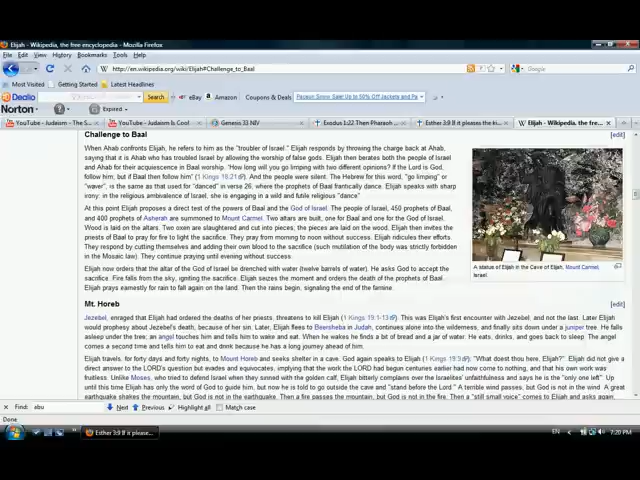 Elijah - Wikipedia, the free encyclopedia - Mozilla Firefox
File Edit View History Bookmarks Tools Help
http://en.wikipedia.org/wiki/Elijah#Challenge_to_Baal
Google
Most Visited Getting Started Latest Headlines
Dealio Search eBay Amazon Coupons & Deals Paragon Snow Sale! Up to 50% Off Jackets and Pa
Norton
YouTube - Judaism - The S... YouTube - Judaism Is Cool Genesis 33 NIV Exodus 1:22 Then Pharaoh ... Esther 3:9 If it pleases the ki... Elijah - Wikipedia, the fre...
Challenge to Baal [edit]
When Ahab confronts Elijah, he refers to him as the "troubler of Israel." Elijah responds by throwing the charge back at Ahab,
saying that it is Ahab who has troubled Israel by allowing the worship of false gods. Elijah then berates both the people of Israel
and Ahab for their acquiescence in Baal worship. "How long will you go limping with two different opinions? If the Lord is God,
follow him; but if Baal then follow him" (1 Kings 18:21). And the people were silent. The Hebrew for this word, "go limping" or
"waver", is the same as that used for "danced" in verse 26, where the prophets of Baal frantically dance. Elijah speaks with sharp
irony: in the religious ambivalence of Israel, she is engaging in a wild and futile religious "dance".
At this point Elijah proposes a direct test of the powers of Baal and the God of Israel. The people of Israel, 450 prophets of Baal,
and 400 prophets of Asherah are summoned to Mount Carmel. Two altars are built, one for Baal and one for the God of Israel.
Wood is laid on the altars. Two oxen are slaughtered and cut into pieces; the pieces are laid on the wood. Elijah then invites the
priests of Baal to pray for fire to light the sacrifice. They pray from morning to noon without success. Elijah ridicules their efforts.
They respond by cutting themselves and adding their own blood to the sacrifice (such mutilation of the body was strictly forbidden
in the Mosaic law). They continue praying until evening without success.
Elijah now orders that the altar of the God of Israel be drenched with water (twelve barrels of water). He asks God to accept the
sacrifice. Fire falls from the sky, igniting the sacrifice. Elijah seizes the moment and orders the death of the prophets of Baal.
Elijah prays earnestly for rain to fall again on the land. Then the rains begin, signaling the end of the famine.
A statue of Elijah in the Cave of Elijah, Mount Carmel,
Israel.
Mt. Horeb [edit]
Jezebel, enraged that Elijah had ordered the deaths of her priests, threatens to kill Elijah (1 Kings 19:1-13). This was Elijah's first encounter with Jezebel, and not the last. Later Elijah
would prophesy about Jezebel's death, because of her sin. Later, Elijah flees to Beersheba in Judah, continues alone into the wilderness, and finally sits down under a juniper tree. He falls
asleep under the tree; an angel touches him and tells him to wake and eat. When he wakes he finds a bit of bread and a jar of water. He eats, drinks, and goes back to sleep. The angel
comes a second time and tells him to eat and drink because he has a long journey ahead of him.
Elijah travels, for forty days and forty nights, to Mount Horeb and seeks shelter in a cave. God again speaks to Elijah (1 Kings 19:9): "What doest thou here, Elijah?". Elijah did not give a
direct answer to the LORD's question but evades and equivocates, implying that the work the LORD had begun centuries earlier had now come to nothing, and that his own work was
fruitless. Unlike Moses, who tried to defend Israel when they sinned with the golden calf, Elijah bitterly complains over the Israelites' unfaithfulness and says he is the "only one left". Up
until this time Elijah has only the word of God to guide him, but now he is told to go outside the cave and "stand before the Lord." A terrible wind passes, but God is not in the wind. A great
earthquake shakes the mountain, but God is not in the earthquake. Then a fire passes the mountain, but God is not in the fire. Then a "still small voice" comes to Elijah and asks again,
Find: abu Next Previous Highlight all Match case
Done
Esther 3:9 If it please... EN 7:20 PM